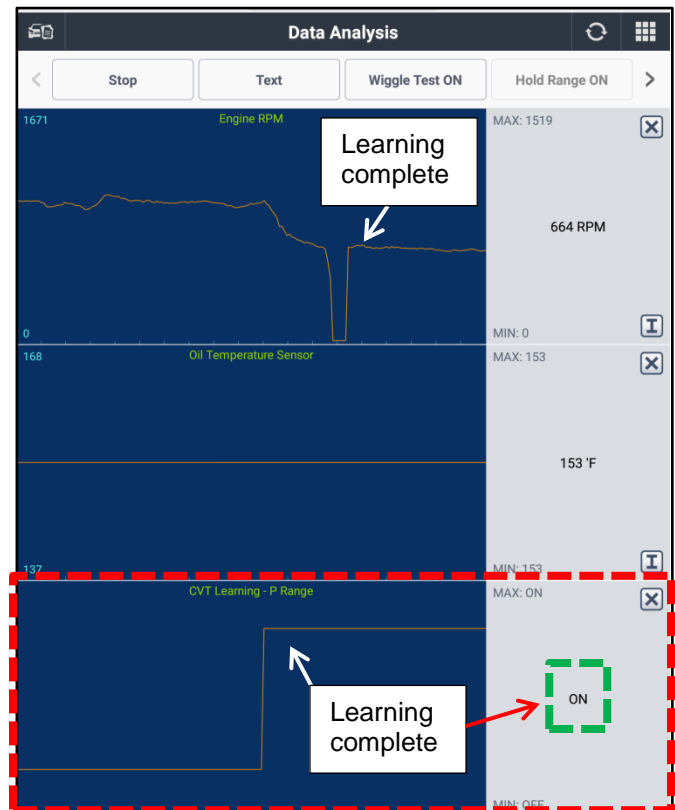 Data Analysis
Stop
Text
Wiggle Test ON
Hold Range ON
1671
Engine RPM
MAX: 1519
Learning
complete
664 RPM
0
MIN: 0
168
Oil Temperature Sensor
MAX: 153
153 'F
137
MIN: 153
CVT Learning - P Range
MAX: ON
ON
Learning
complete
MIN: OFF